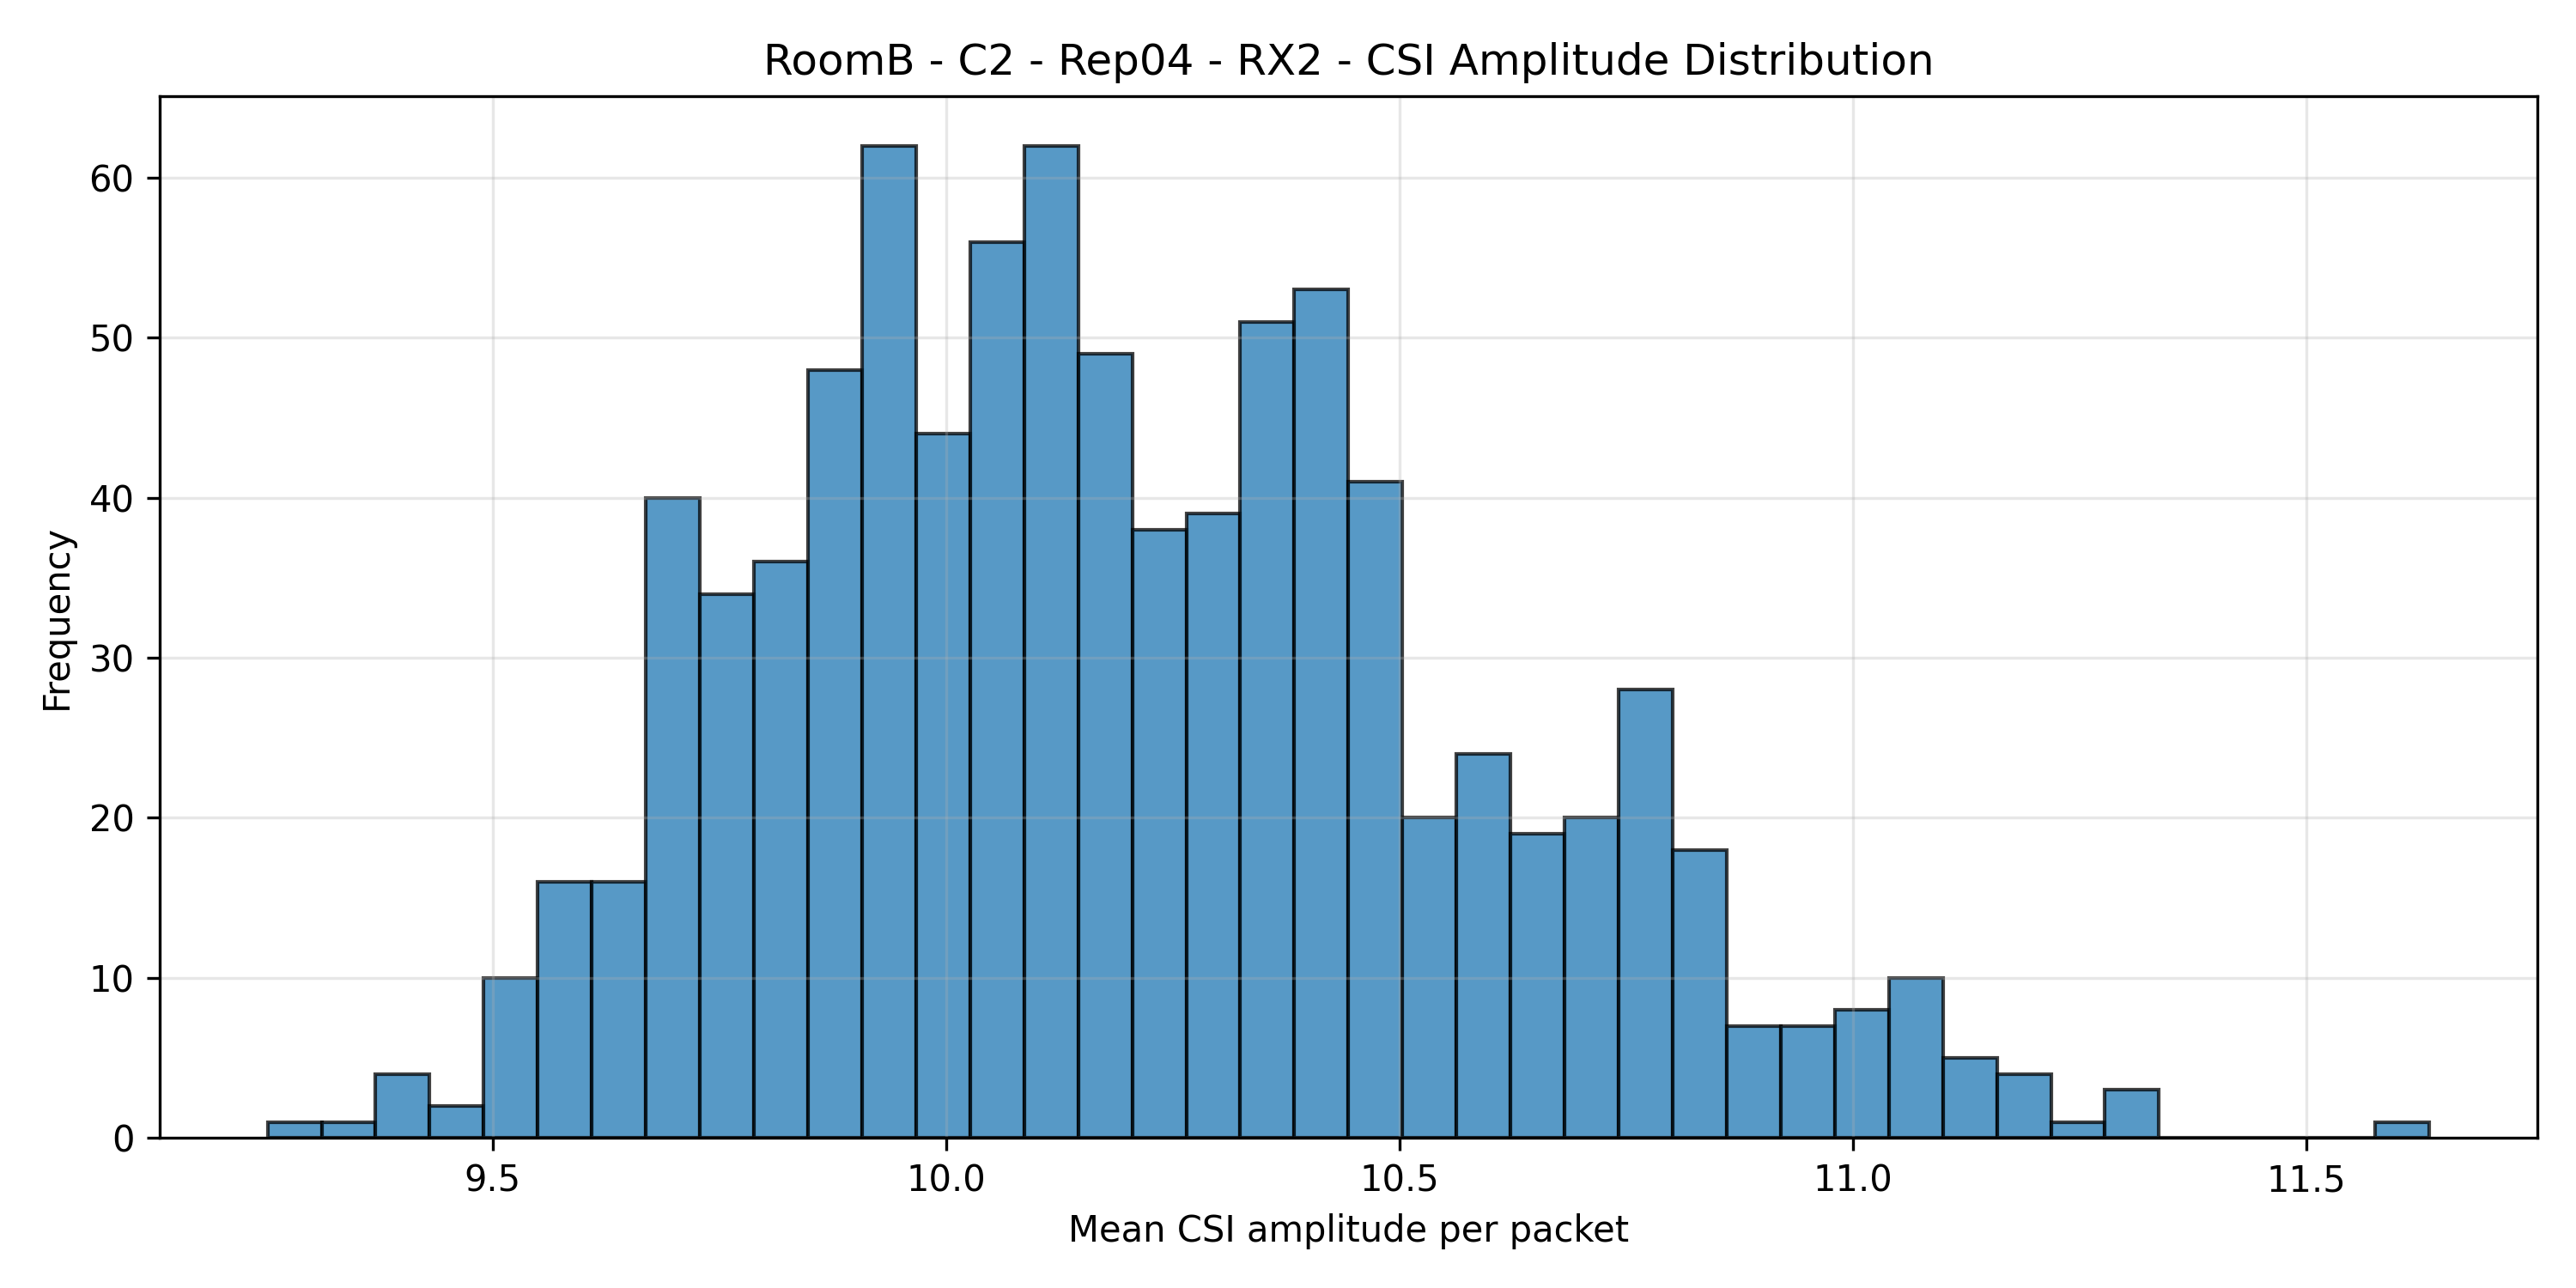 RoomB - C2 - Rep04 - RX2 - CSI Amplitude Distribution
Frequency
60
50
40
30
20
10
0
9.5 10.0 10.5 11.0 11.5
Mean CSI amplitude per packet